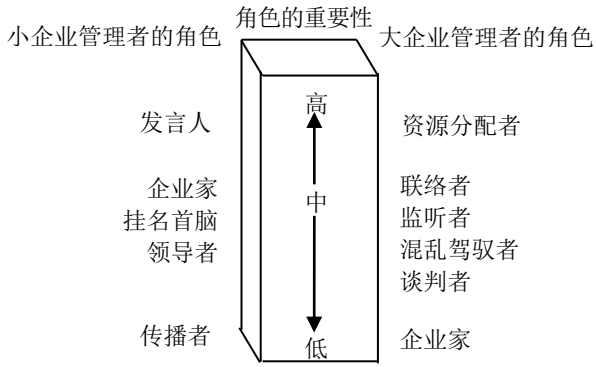 角色的重要性
小企业管理者的角色
大企业管理者的角色
高
发言人
资源分配者
企业家
挂名首脑
领导者
中
联络者
监听者
混乱驾驭者
谈判者
传播者
低
企业家